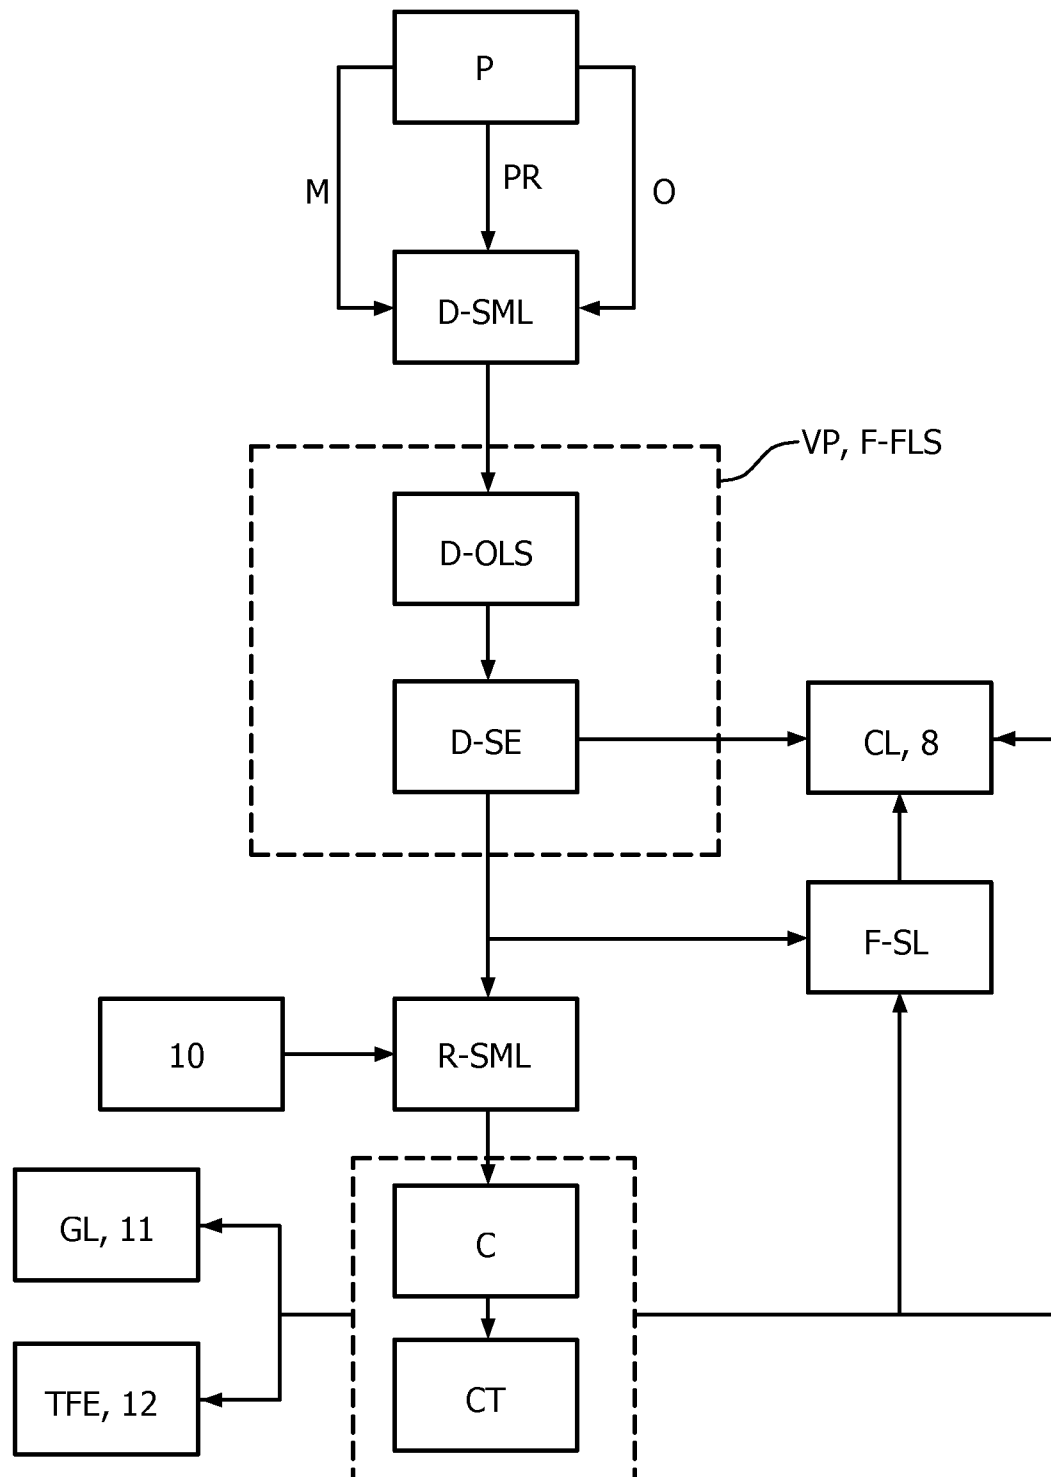 P
M
PR
O
D-SML
VP, F-FLS
D-OLS
D-SE
CL, 8
F-SL
10
R-SML
GL, 11
C
TFE, 12
CT